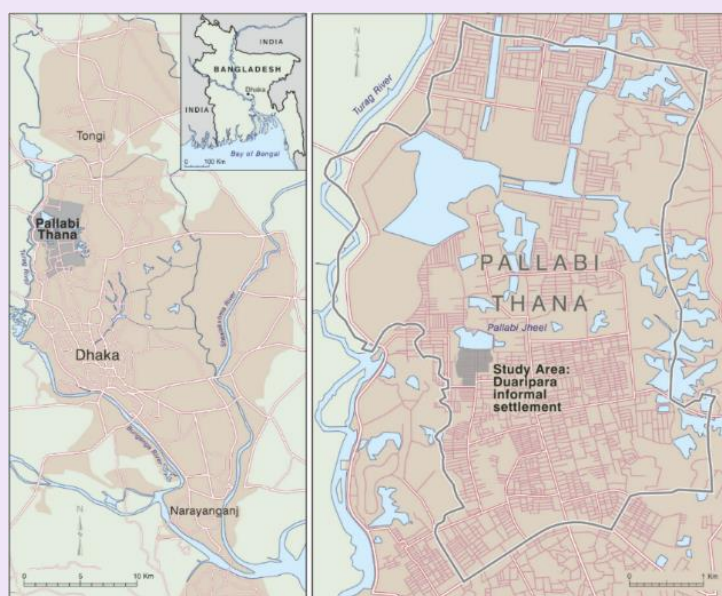 INDIA
BANGLADESH
Dhaka
INDIA
Bay of Bengal
0 100 Km
N
Tongi
Pallabi
Thana
Turag River
Dhaka
Narayanganj
N
0 5 10 Km
N
Turag River
PALLABI
THANA
Pallabi Jheel
Study Area:
Duaripara
informal
settlement
0 1 Km